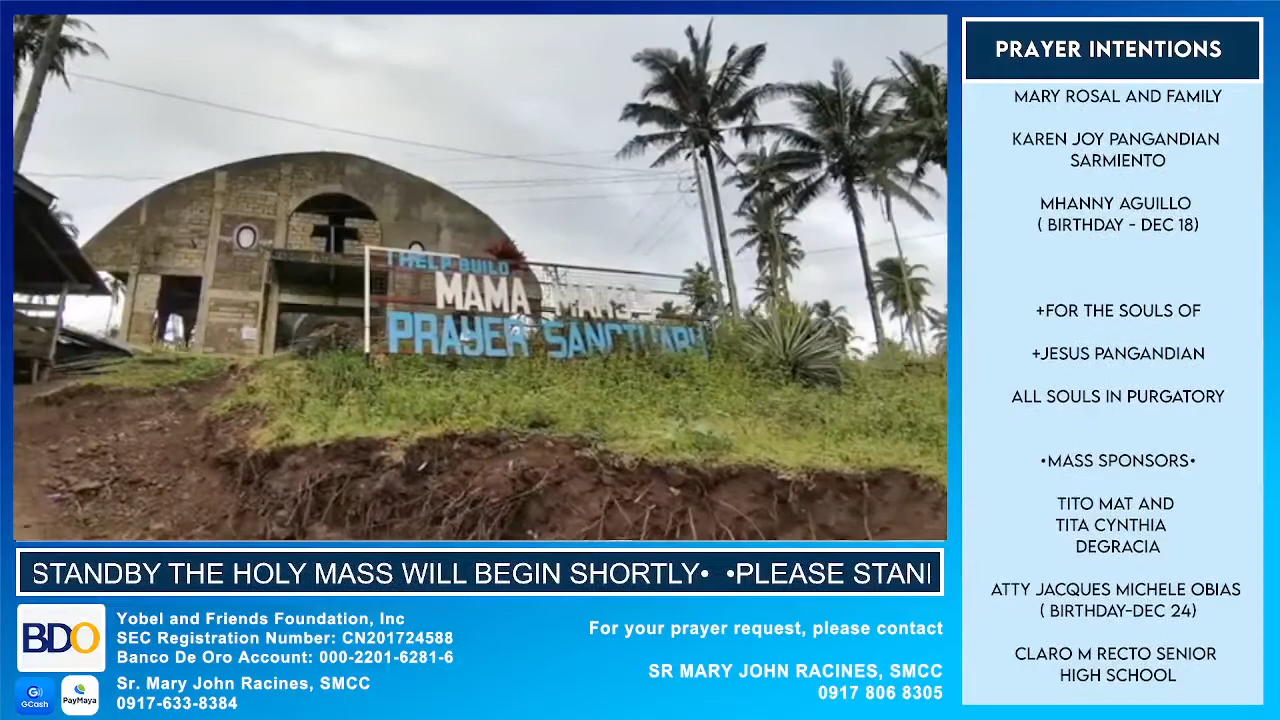 I HELP BUILD
MAMA MARY
PRAYER SANCTUARY
PRAYER INTENTIONS
MARY ROSAL AND FAMILY
KAREN JOY PANGANDIAN
SARMIENTO
MHANNY AGUILLO
( BIRTHDAY - DEC 18)
+FOR THE SOULS OF
+JESUS PANGANDIAN
ALL SOULS IN PURGATORY
•MASS SPONSORS•
TITO MAT AND
TITA CYNTHIA
DEGRACIA
ATTY JACQUES MICHELE OBIAS
( BIRTHDAY-DEC 24)
CLARO M RECTO SENIOR
HIGH SCHOOL
STANDBY THE HOLY MASS WILL BEGIN SHORTLY• •PLEASE STAN
BDO
Yobel and Friends Foundation, Inc
SEC Registration Number: CN201724588
Banco De Oro Account: 000-2201-6281-6
GCash
PayMaya
Sr. Mary John Racines, SMCC
0917-633-8384
For your prayer request, please contact
SR MARY JOHN RACINES, SMCC
0917 806 8305